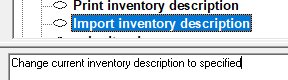 Print inventory description
Import inventory description
Change current inventory description to specified